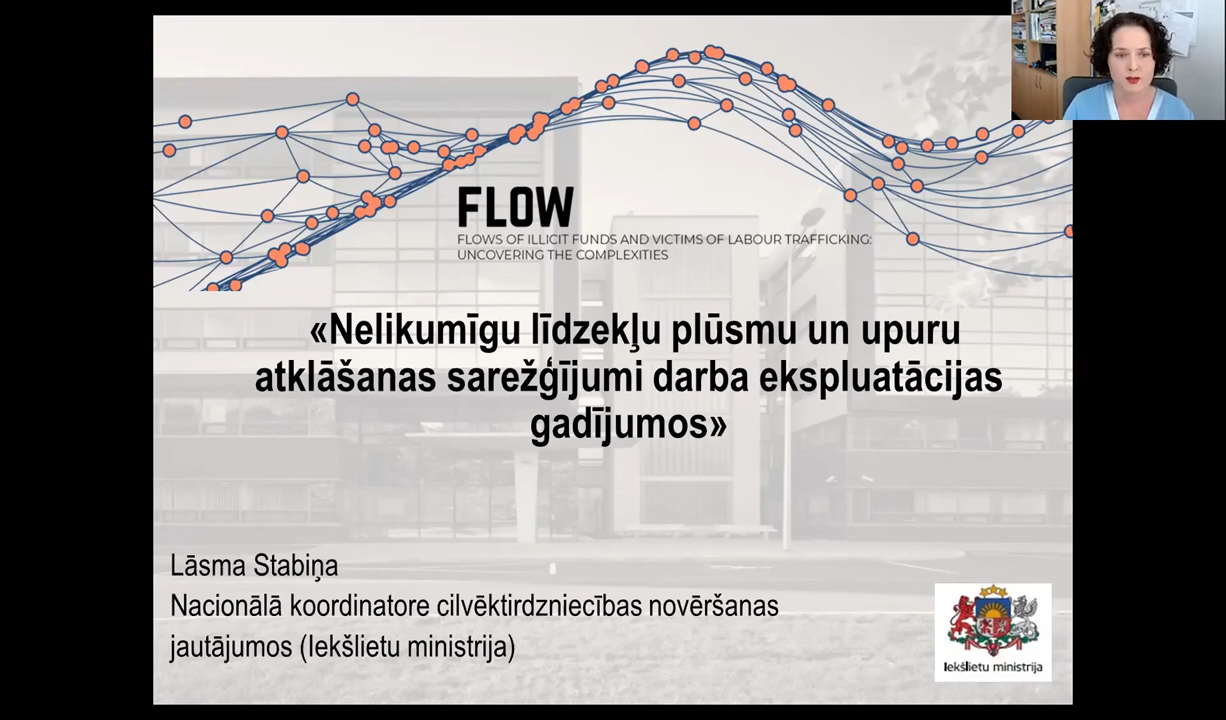 FLOW
FLOWS OF ILLICIT FUNDS AND VICTIMS OF LABOUR TRAFFICKING:
UNCOVERING THE COMPLEXITIES
«Nelikumīgu līdzekļu plūsmu un upuru
atklāšanas sarežģījumi darba ekspluatācijas
gadījumos»
Lāsma Stabiņa
Nacionālā koordinatore cilvēktirdzniecības novēršanas
jautājumos (Iekšlietu ministrija)
Iekšlietu ministrija